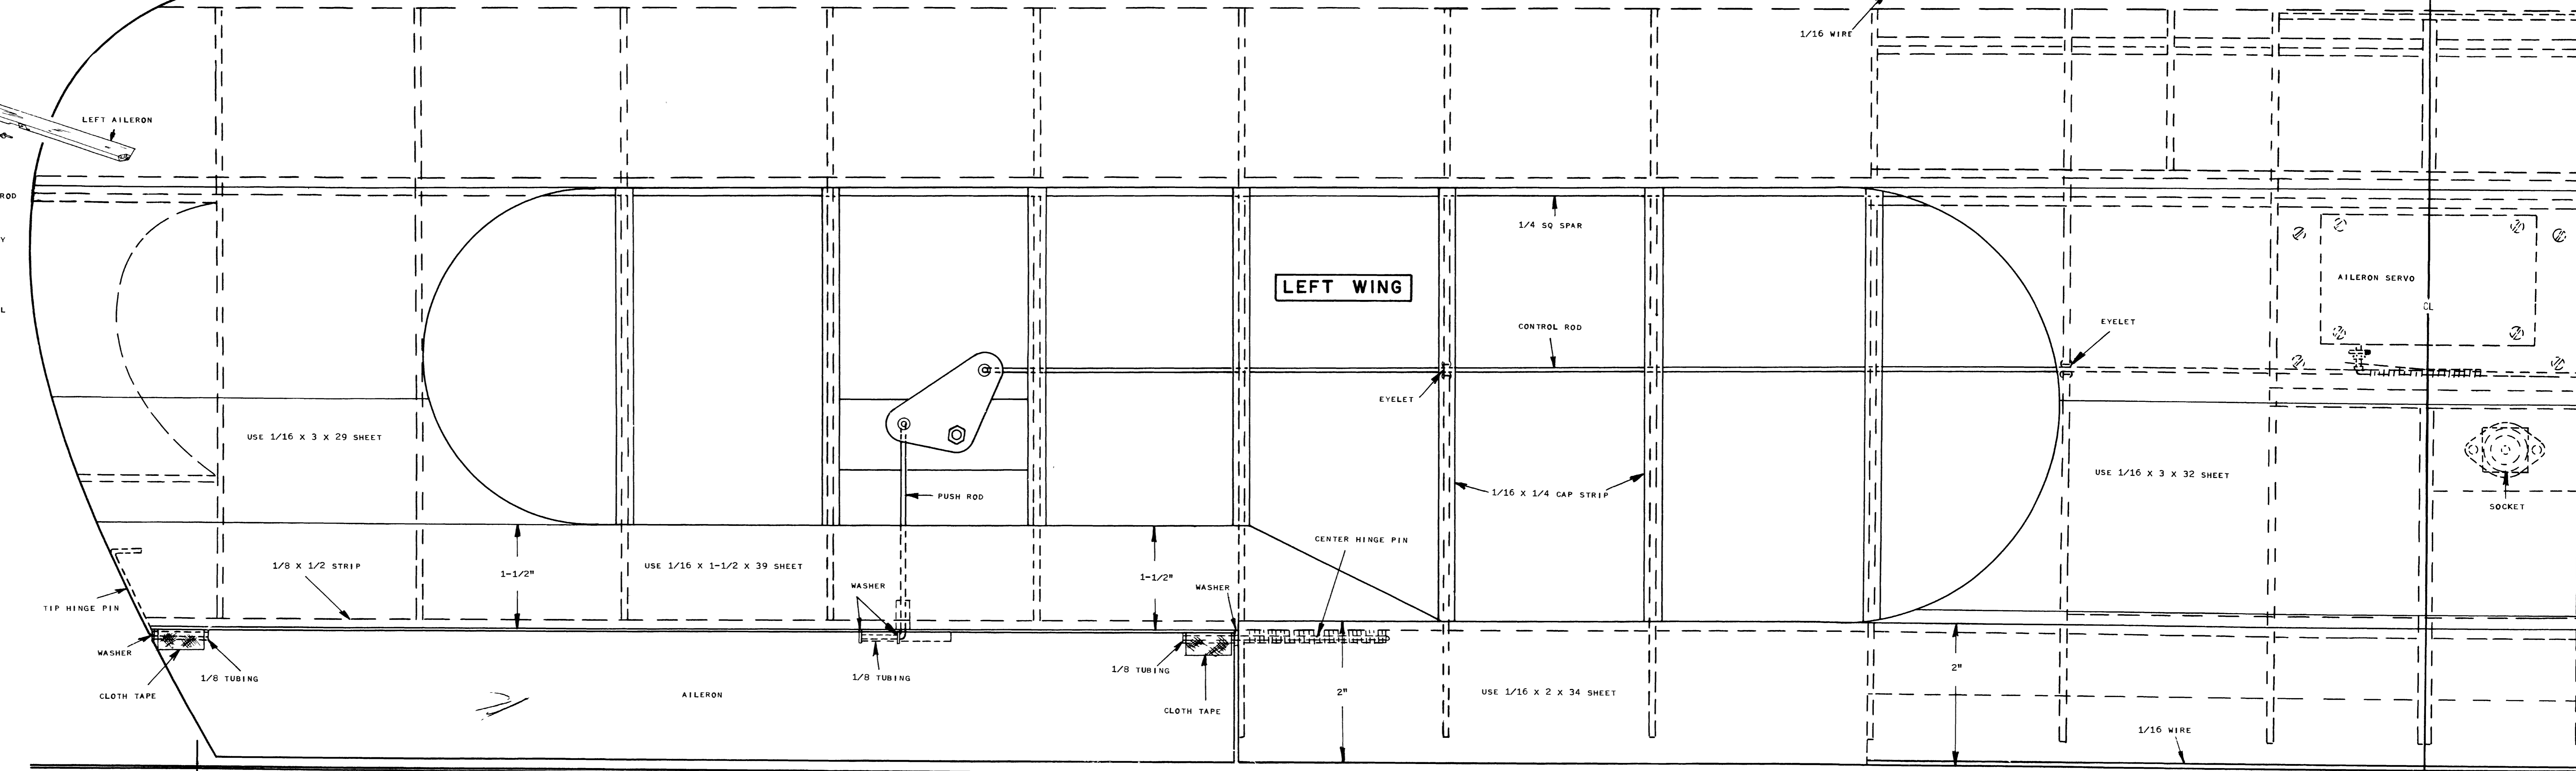 1/16 WIRE
LEFT AILERON
ROD
Y
L
1/4 SQ SPAR
LEFT WING
AILERON SERVO
CL
CONTROL ROD
EYELET
EYELET
USE 1/16 X 3 X 29 SHEET
USE 1/16 X 3 X 32 SHEET
PUSH ROD
1/16 X 1/4 CAP STRIP
SOCKET
CENTER HINGE PIN
1/8 X 1/2 STRIP
1-1/2"
USE 1/16 X 1-1/2 X 39 SHEET
1-1/2"
WASHER
WASHER
TIP HINGE PIN
WASHER
1/8 TUBING
1/8 TUBING
1/8 TUBING
2"
CLOTH TAPE
AILERON
2"
USE 1/16 X 2 X 34 SHEET
CLOTH TAPE
1/16 WIRE